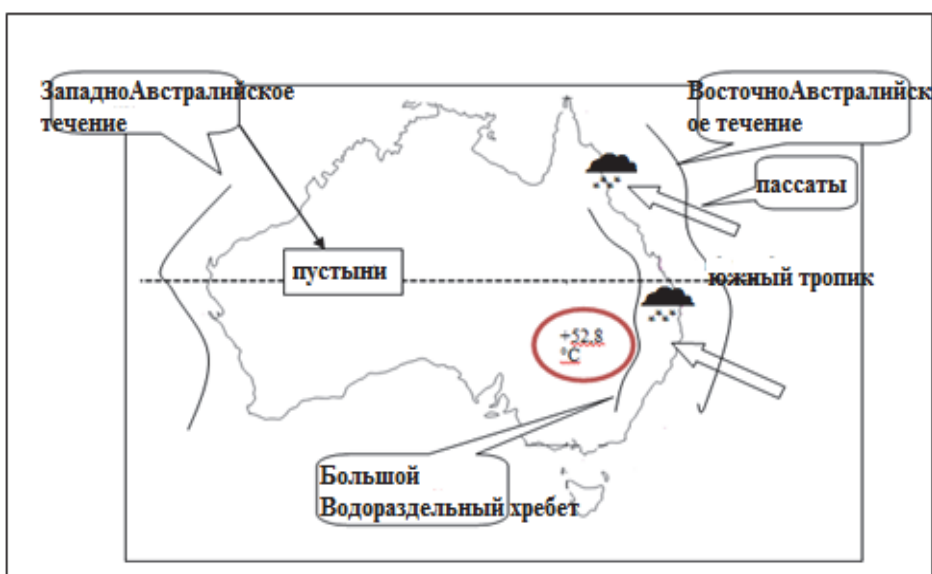 ЗападноАвстралийское
течение
ВосточноАвстралийск
ое течение
пассаты
пустыни
южный тропик
+52,8
°C
Большой
Водораздельный хребет